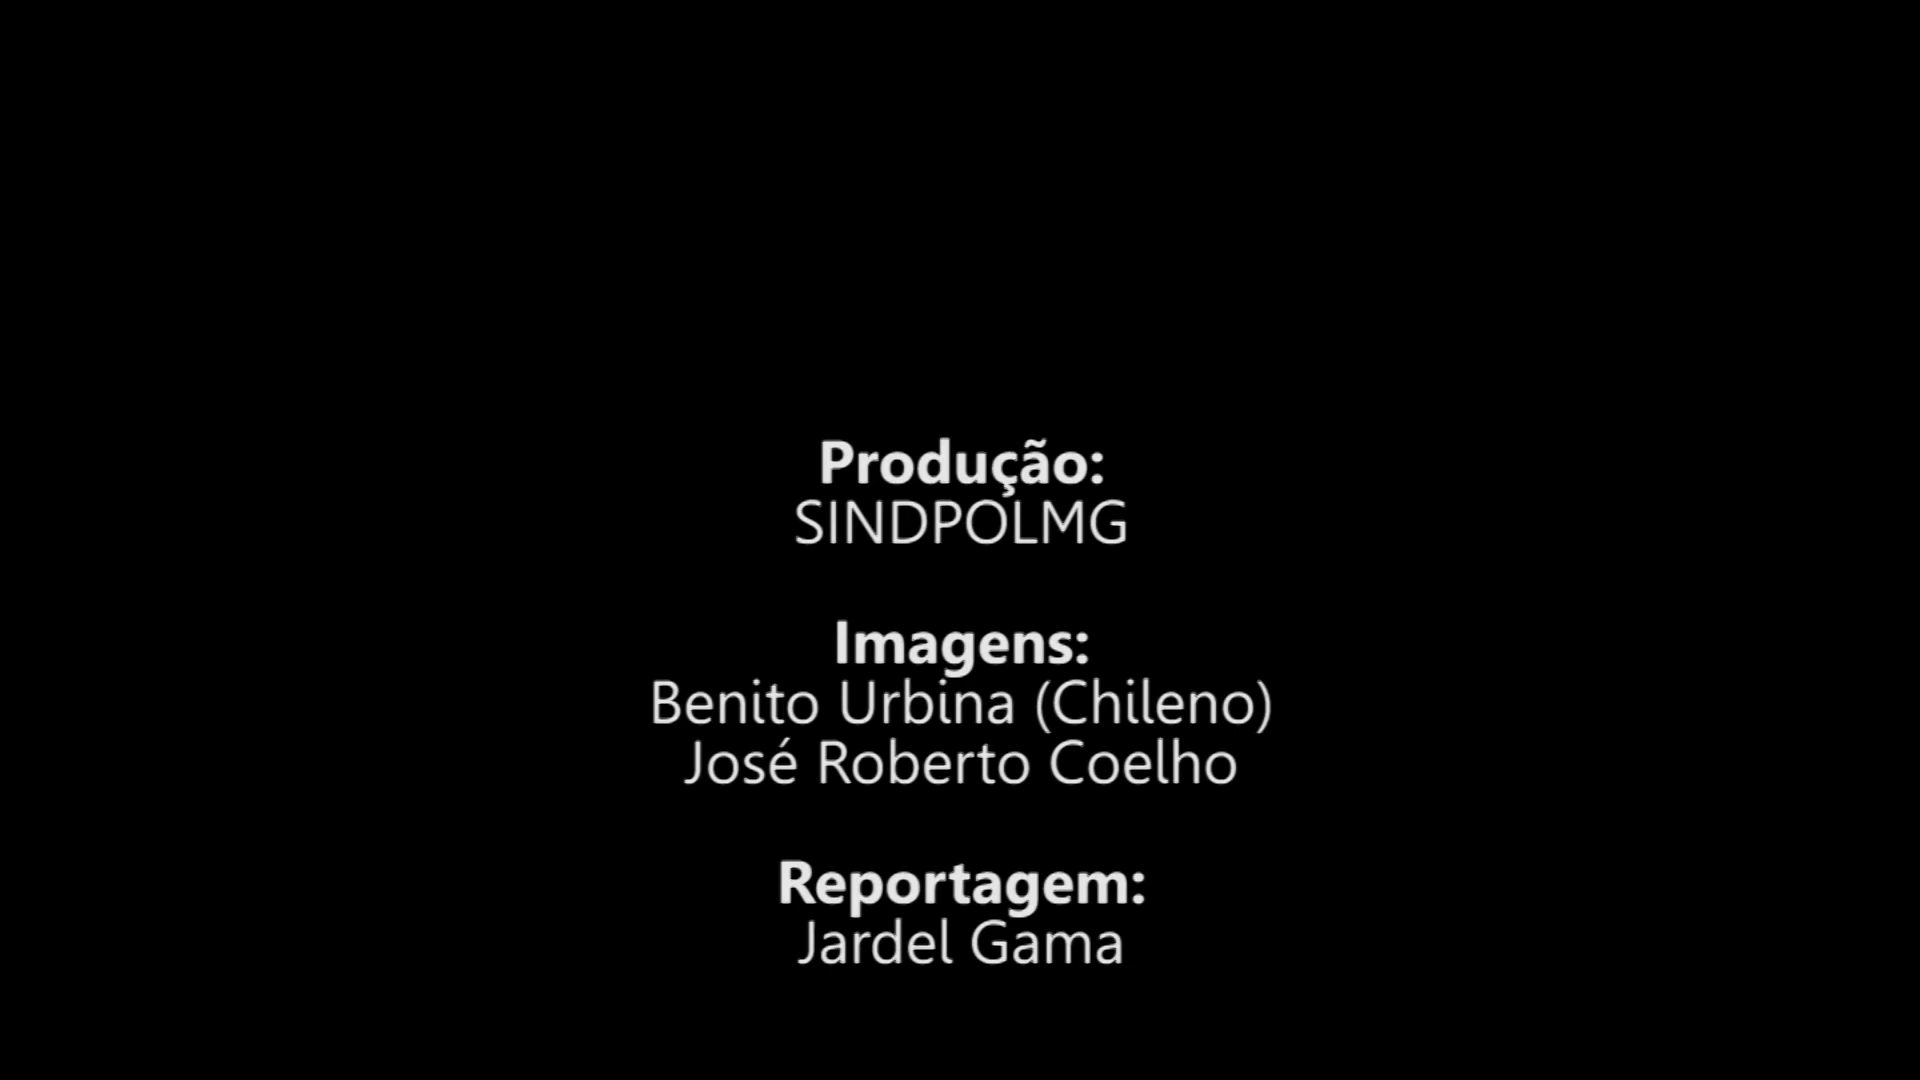 Produção:
SINDPOLMG
Imagens:
Benito Urbina (Chileno)
José Roberto Coelho
Reportagem:
Jardel Gama